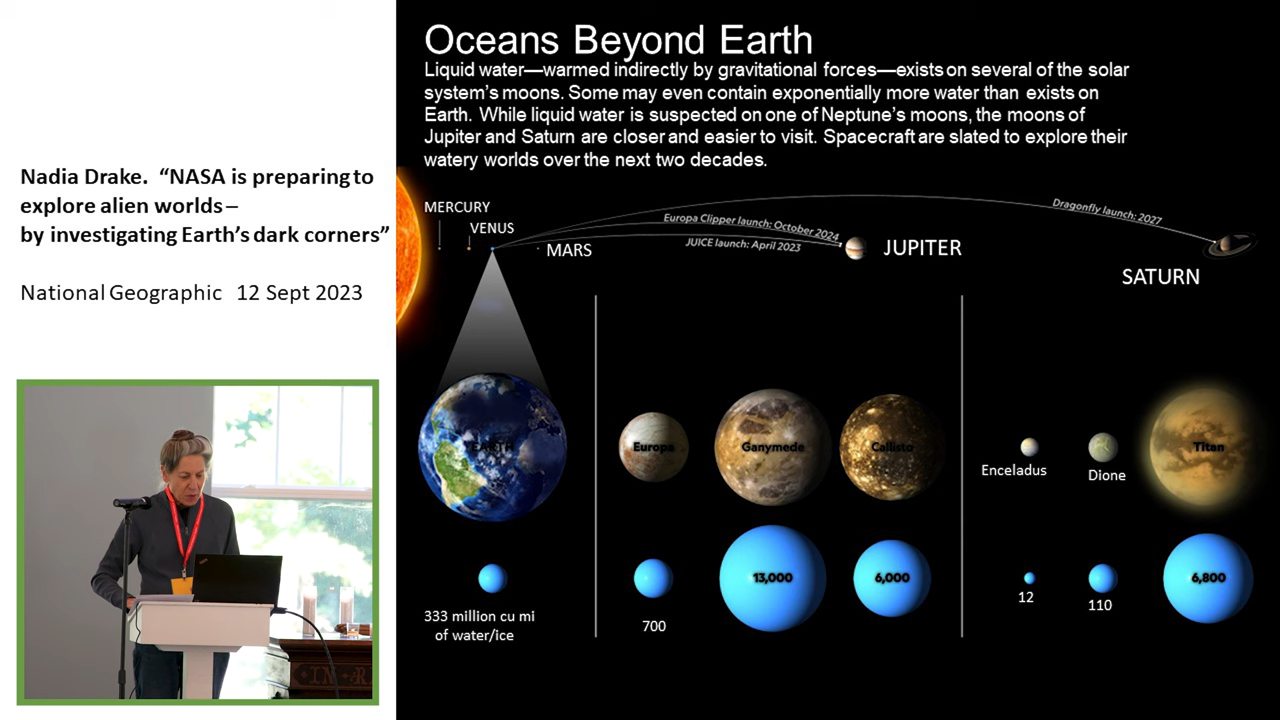 Oceans Beyond Earth
Liquid water—warmed indirectly by gravitational forces—exists on several of the solar
system's moons. Some may even contain exponentially more water than exists on
Earth. While liquid water is suspected on one of Neptune's moons, the moons of
Jupiter and Saturn are closer and easier to visit. Spacecraft are slated to explore their
watery worlds over the next two decades.
Nadia Drake. “NASA is preparing to
explore alien worlds –
by investigating Earth's dark corners”
National Geographic 12 Sept 2023
MERCURY
VENUS
MARS
Europa Clipper launch: October 2024
JUICE launch: April 2023
JUPITER
Dragonfly launch: 2027
SATURN
EARTH
Europa
Ganymede
Callisto
Enceladus
Dione
Titan
333 million cu mi
of water/ice
700
13,000
6,000
12
110
6,800